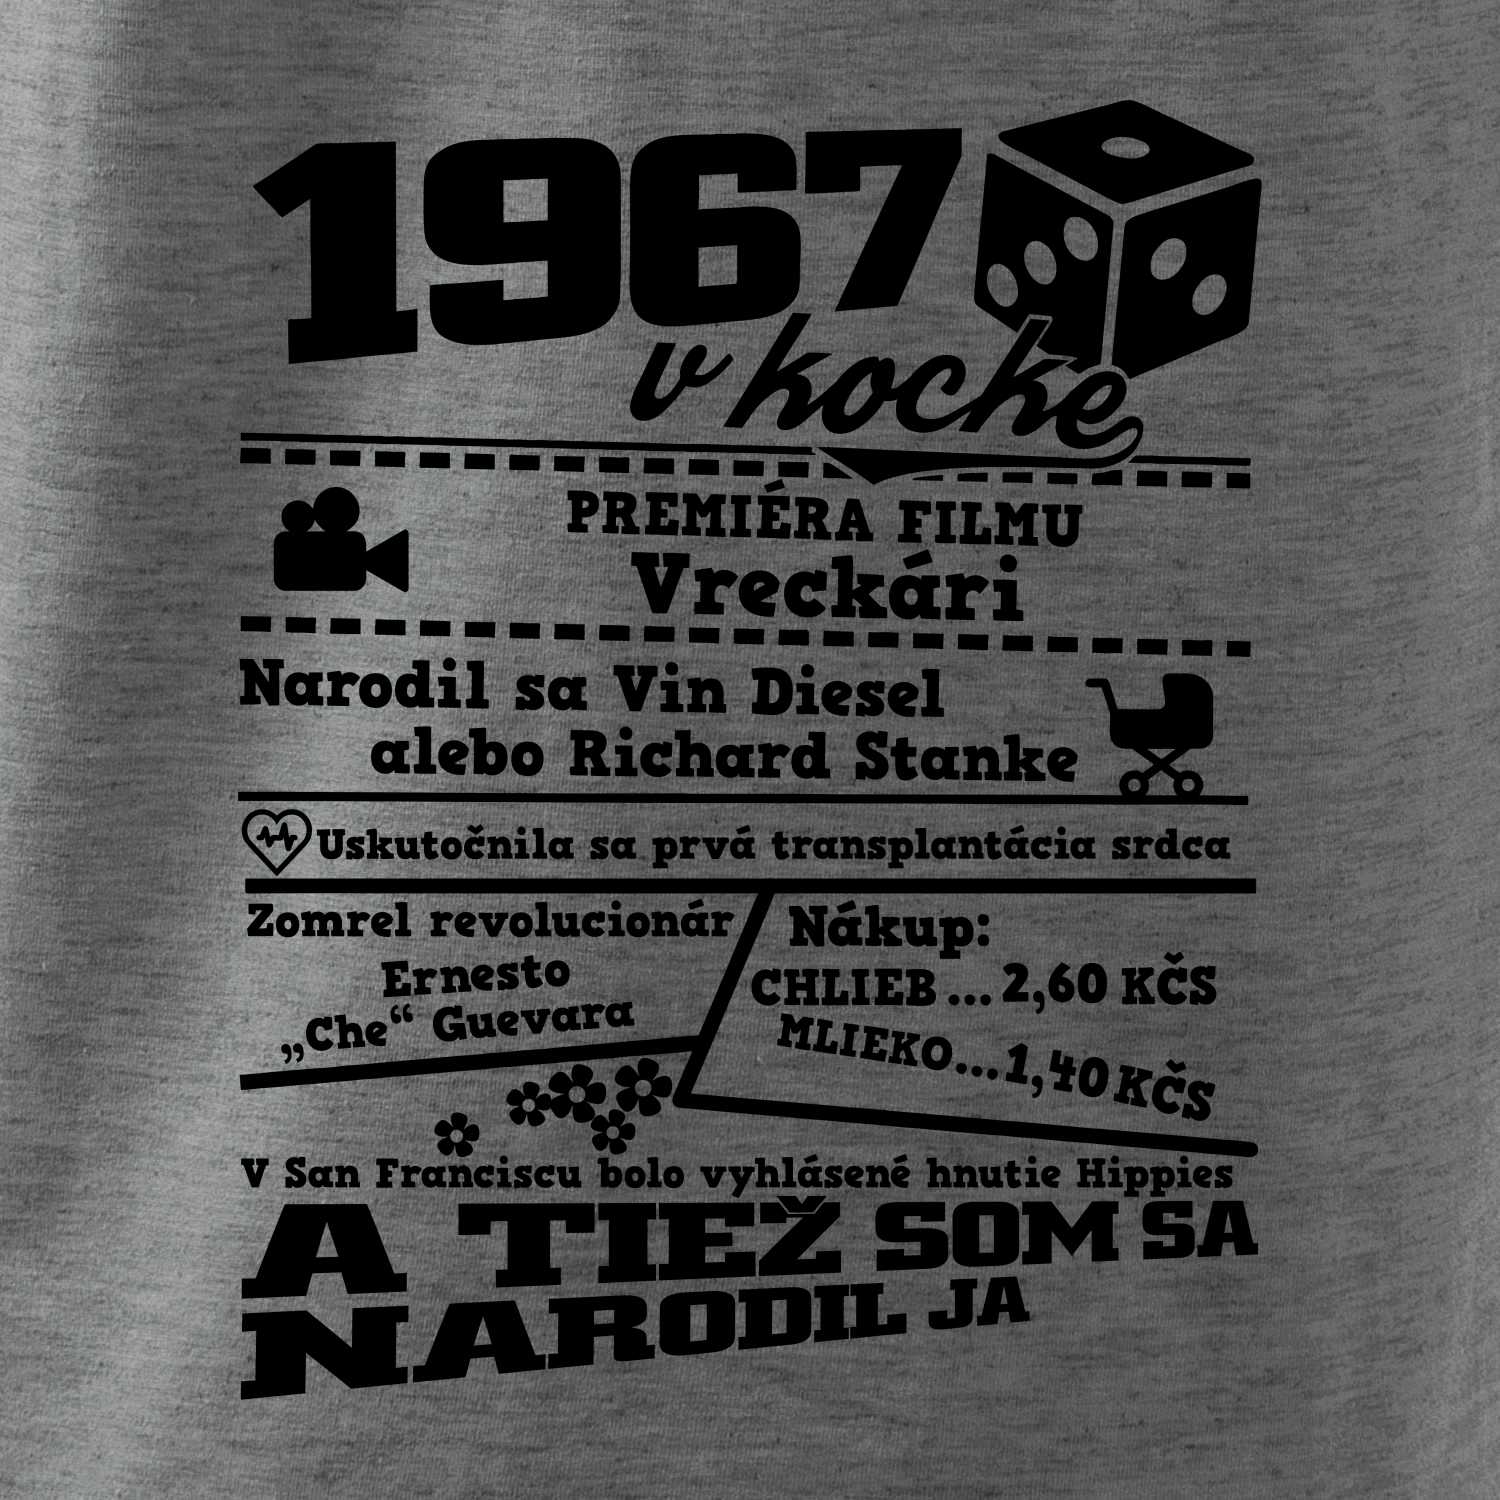 1967
v kocke
PREMIÉRA FILMU
Vreckári
Narodil sa Vin Diesel
alebo Richard Stanke
Uskutočnila sa prvá transplantácia srdca
Zomrel revolucionár
Ernesto
„Che“ Guevara
Nákup:
CHLIEB ... 2,60 KČS
MLIEKO...1,40 KČS
V San Franciscu bolo vyhlásené hnutie Hippies
A TIEŽ SOM SA
NARODIL JA